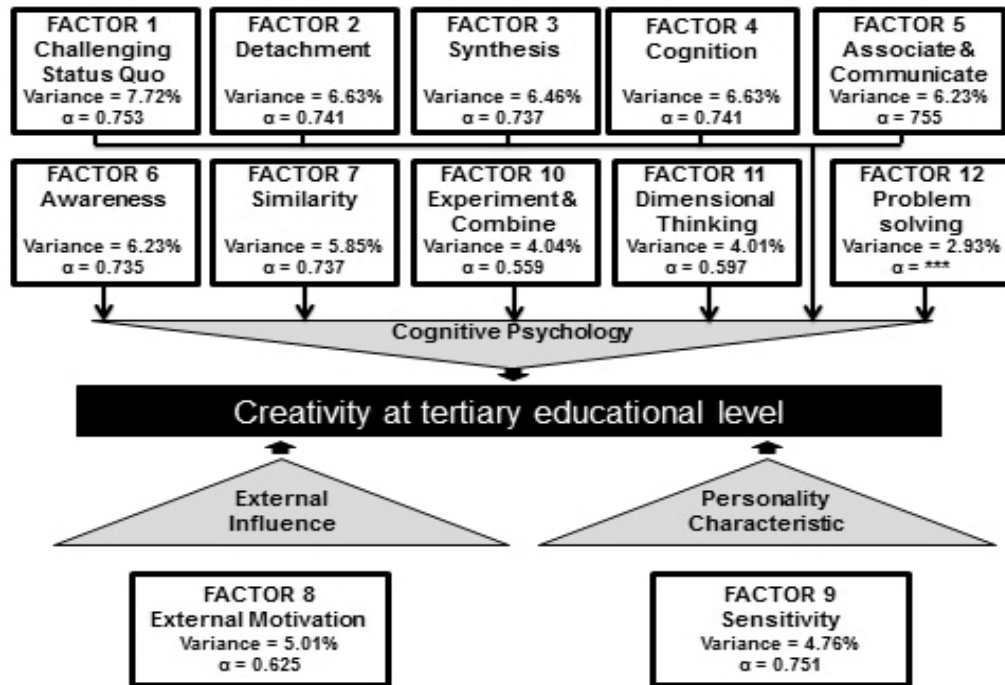 FACTOR 1
Challenging
Status Quo
Variance = 7.72%
α = 0.753
FACTOR 2
Detachment
Variance = 6.63%
α = 0.741
FACTOR 3
Synthesis
Variance = 6.46%
α = 0.737
FACTOR 4
Cognition
Variance = 6.63%
α = 0.741
FACTOR 5
Associate &
Communicate
Variance = 6.23%
α = 755
FACTOR 6
Awareness
Variance = 6.23%
α = 0.735
FACTOR 7
Similarity
Variance = 5.85%
α = 0.737
FACTOR 10
Experiment &
Combine
Variance = 4.04%
α = 0.559
FACTOR 11
Dimensional
Thinking
Variance = 4.01%
α = 0.597
FACTOR 12
Problem
solving
Variance = 2.93%
α = ***
Cognitive Psychology
Creativity at tertiary educational level
External
Influence
Personality
Characteristic
FACTOR 8
External Motivation
Variance = 5.01%
α = 0.625
FACTOR 9
Sensitivity
Variance = 4.76%
α = 0.751